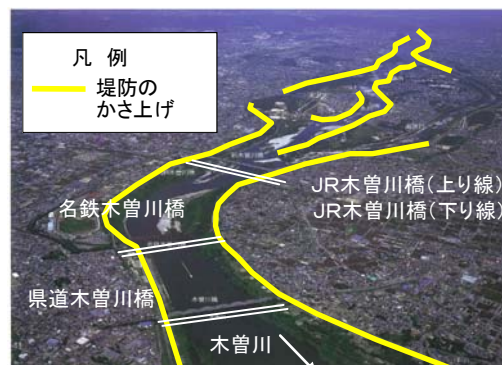 凡 例
堤防の
かさ上げ
JR木曽川橋(上り線)
JR木曽川橋(下り線)
名鉄木曽川橋
県道木曽川橋
木曽川